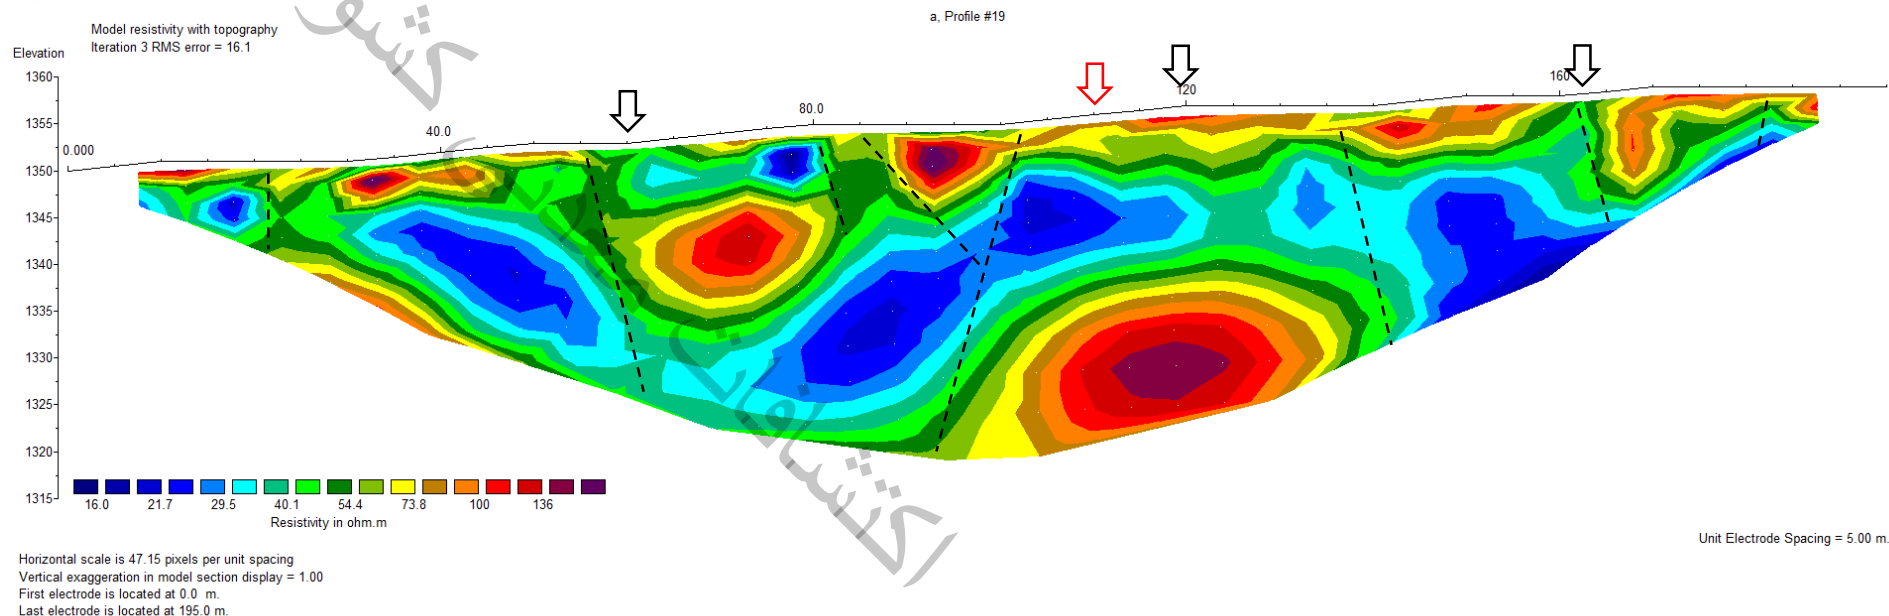 a, Profile #19
Model resistivity with topography
Iteration 3 RMS error = 16.1
Elevation
1360
1355
1350
1345
1340
1335
1330
1325
1320
1315
0.000
40.0
80.0
120
160
16.0 21.7 29.5 40.1 54.4 73.8 100 136
Resistivity in ohm.m
Unit Electrode Spacing = 5.00 m.
Horizontal scale is 47.15 pixels per unit spacing
Vertical exaggeration in model section display = 1.00
First electrode is located at 0.0 m.
Last electrode is located at 195.0 m.